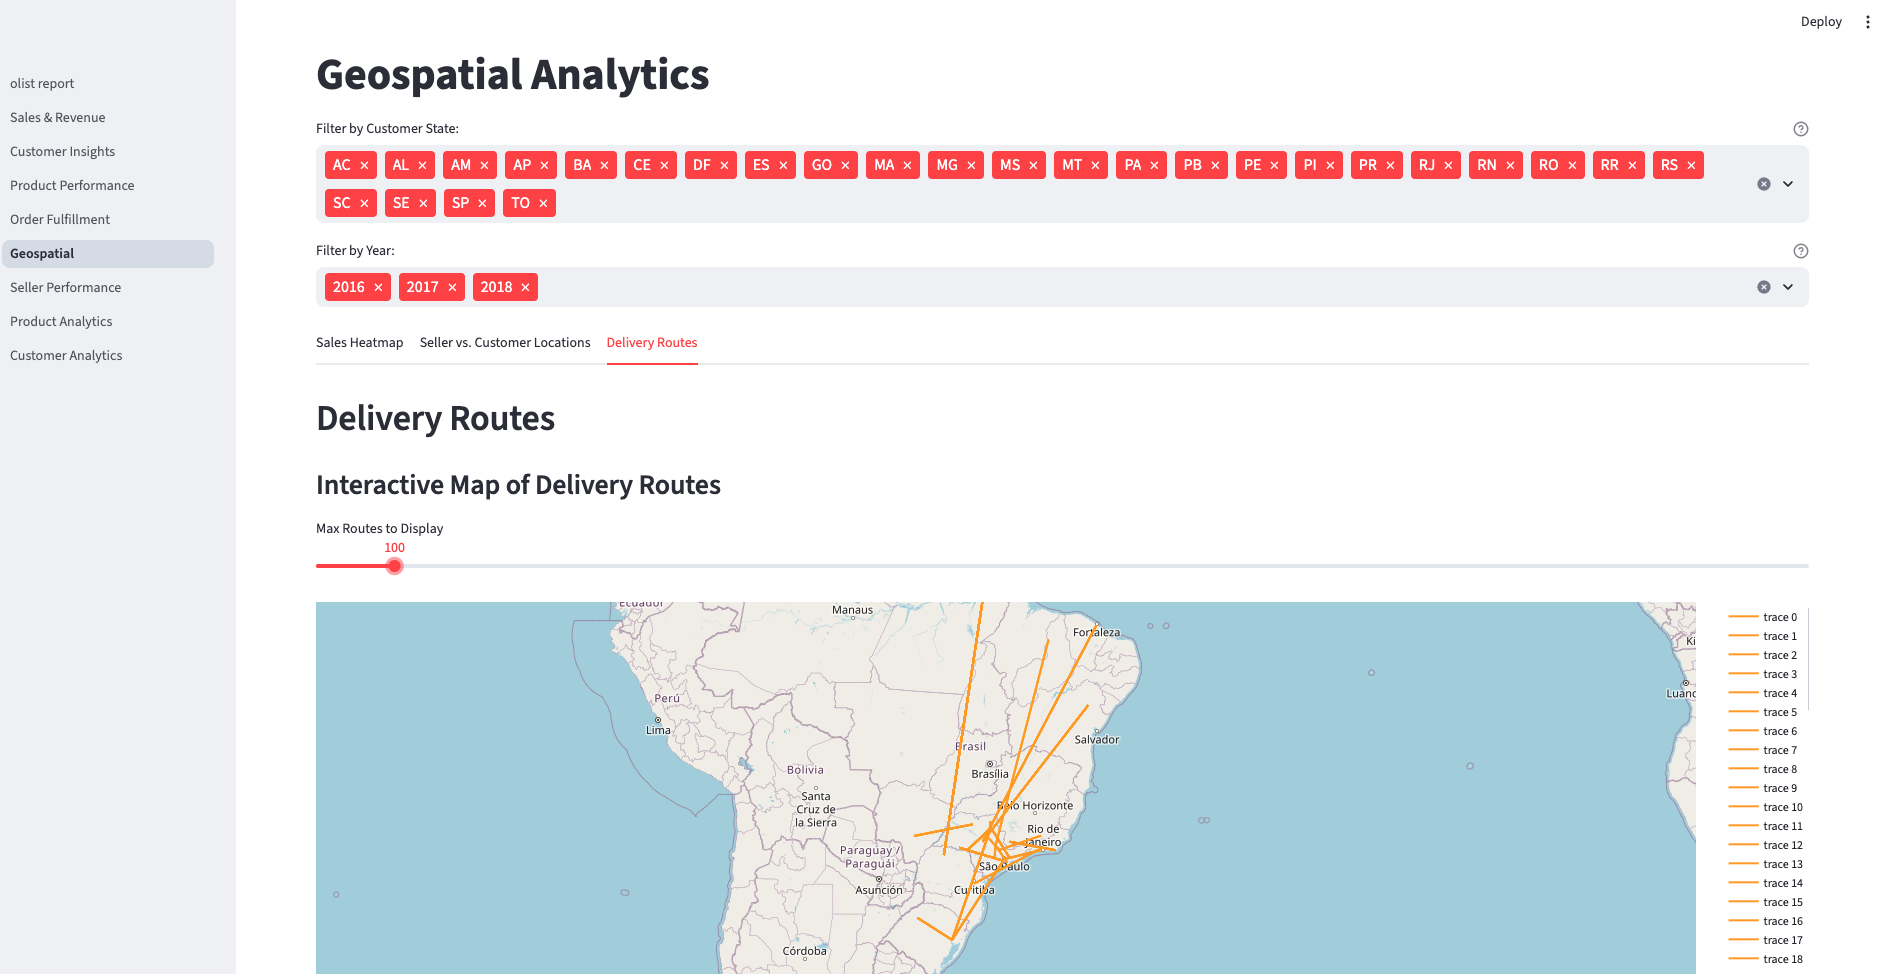 Deploy
olist report
Sales & Revenue
Customer Insights
Product Performance
Order Fulfillment
Geospatial
Seller Performance
Product Analytics
Customer Analytics
Geospatial Analytics
Filter by Customer State:
AC AL AM AP BA CE DF ES GO MA MG MS MT PA PB PE PI PR RJ RN RO RR RS
SC SE SP TO
Filter by Year:
2016 2017 2018
Sales Heatmap Seller vs. Customer Locations Delivery Routes
Delivery Routes
Interactive Map of Delivery Routes
Max Routes to Display
100
Ecuador
Manaus
Fortaleza
Ki
Perú
Luanc
Lima
Salvador
Brasil
Bolivia
Brasília
Santa
Cruz de
la Sierra
Belo Horizonte
Rio de
Janeiro
Paraguay /
Paraguái
São Paulo
Asunción
Curitiba
Córdoba
trace 0
trace 1
trace 2
trace 3
trace 4
trace 5
trace 6
trace 7
trace 8
trace 9
trace 10
trace 11
trace 12
trace 13
trace 14
trace 15
trace 16
trace 17
trace 18